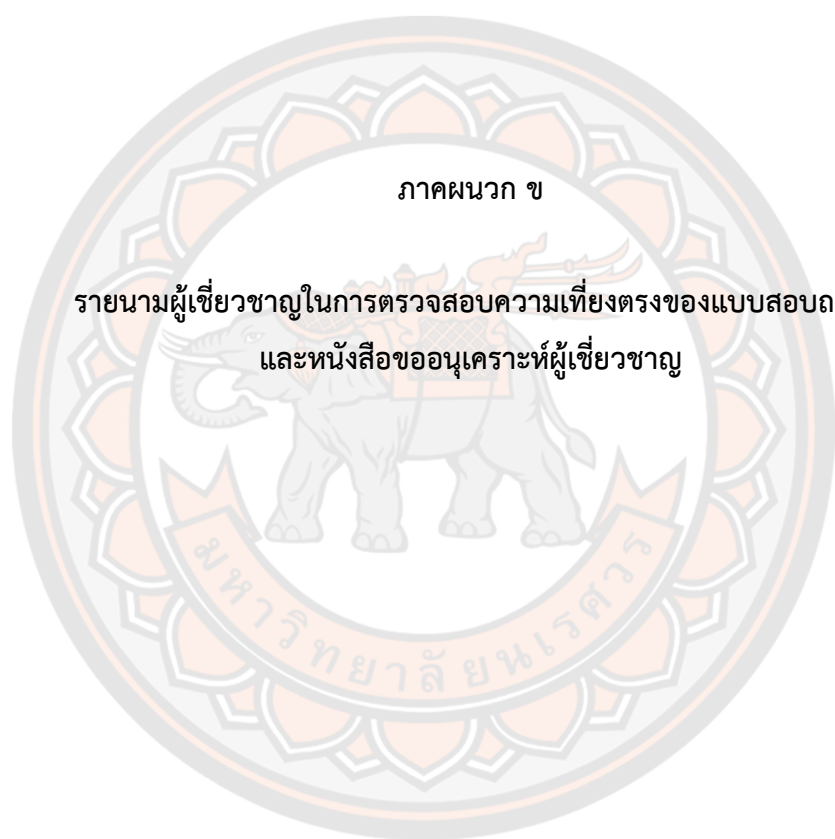 ภาคผนวก ข
รายนามผู้เชี่ยวชาญในการตรวจสอบความเที่ยงตรงของแบบสอบถ
และหนังสือขออนุเคราะห์ผู้เชี่ยวชาญ
มหาวิทยาลัยนเรศวร